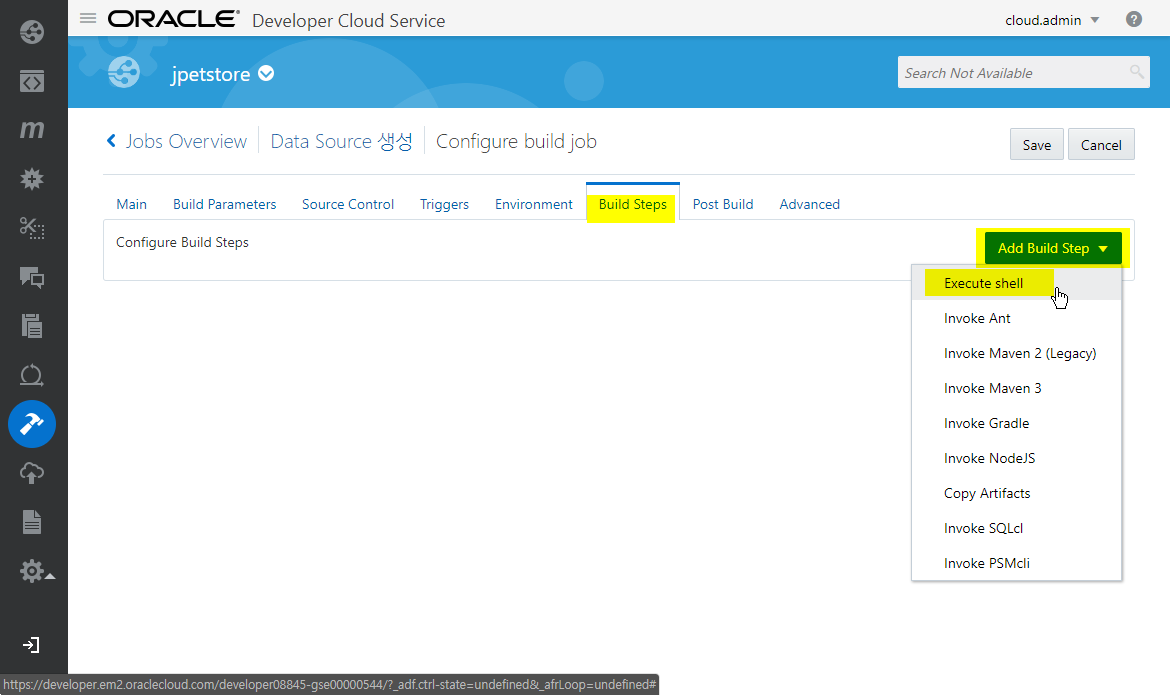 ORACLE® Developer Cloud Service
cloud.admin
?
m
jpetstore
Search Not Available
Jobs Overview
Data Source 생성
Configure build job
Save
Cancel
Main
Build Parameters
Source Control
Triggers
Environment
Build Steps
Post Build
Advanced
Configure Build Steps
Add Build Step
Execute shell
Invoke Ant
Invoke Maven 2 (Legacy)
Invoke Maven 3
Invoke Gradle
Invoke NodeJS
Copy Artifacts
Invoke SQLcl
Invoke PSMcli
https://developer.em2.oraclecloud.com/developer08845-gse00000544/?_adf.ctrl-state=undefined&_afrLoop=undefined#